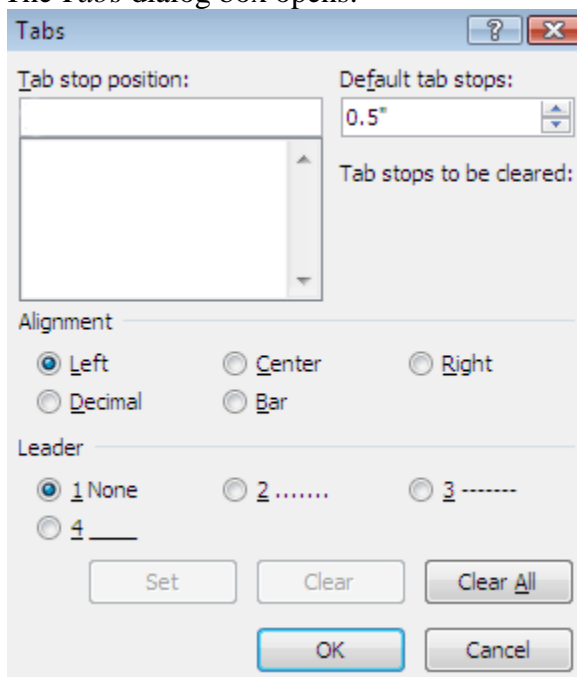 The Tabs dialog box opens.
Tabs
Tab stop position:
Default tab stops:
0.5"
Tab stops to be cleared:
Alignment
Left Center Right
Decimal Bar
Leader
1 None 2 ....... 3 -------
4 ____
Set Clear Clear All
OK Cancel